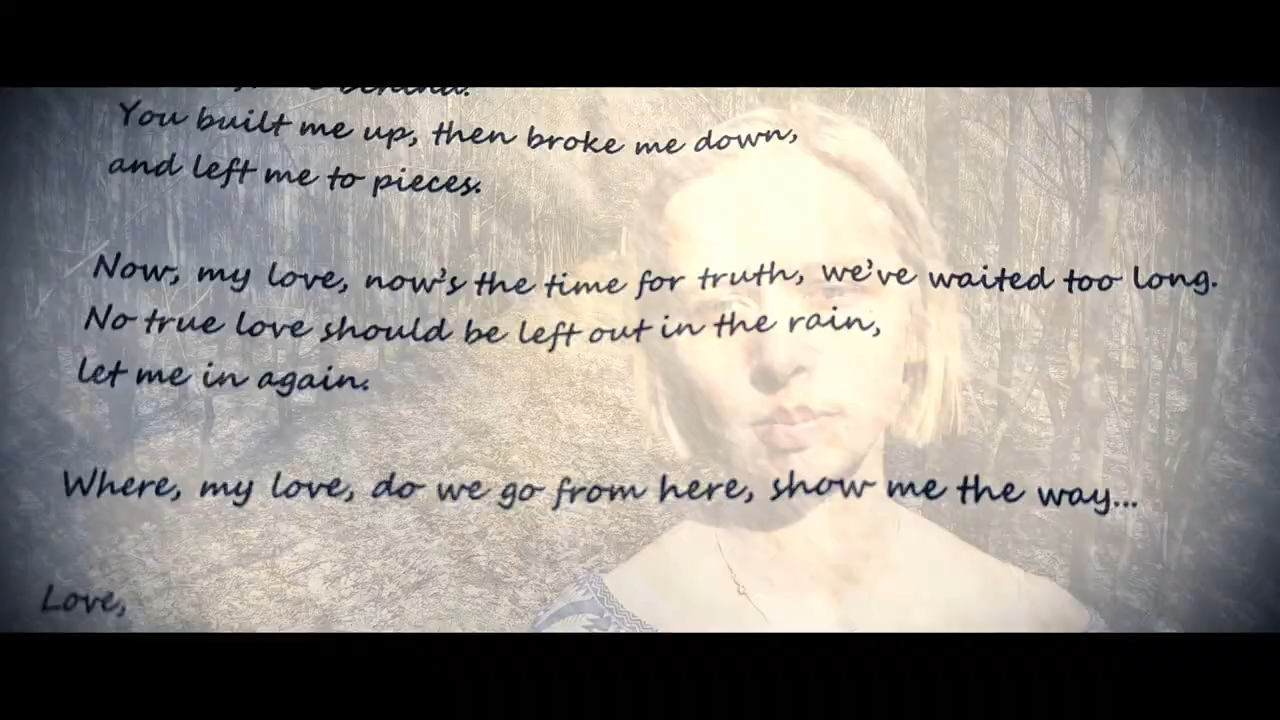 behind.
You built me up, then broke me down,
and left me to pieces.
Now, my love, now's the time for truth, we've waited too long.
No true love should be left out in the rain,
let me in again.
Where, my love, do we go from here, show me the way...
Love,